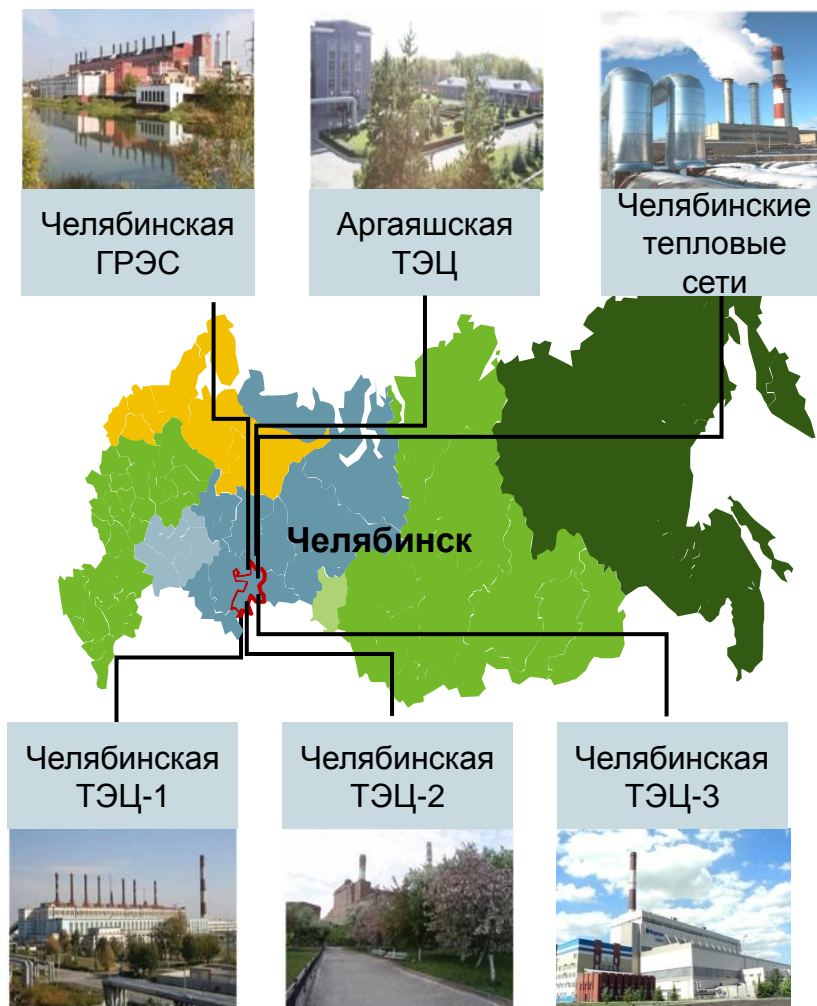 Челябинская
ГРЭС
Аргаяшская
ТЭЦ
Челябинские
тепловые
сети
Челябинск
Челябинская
ТЭЦ-1
Челябинская
ТЭЦ-2
Челябинская
ТЭЦ-3